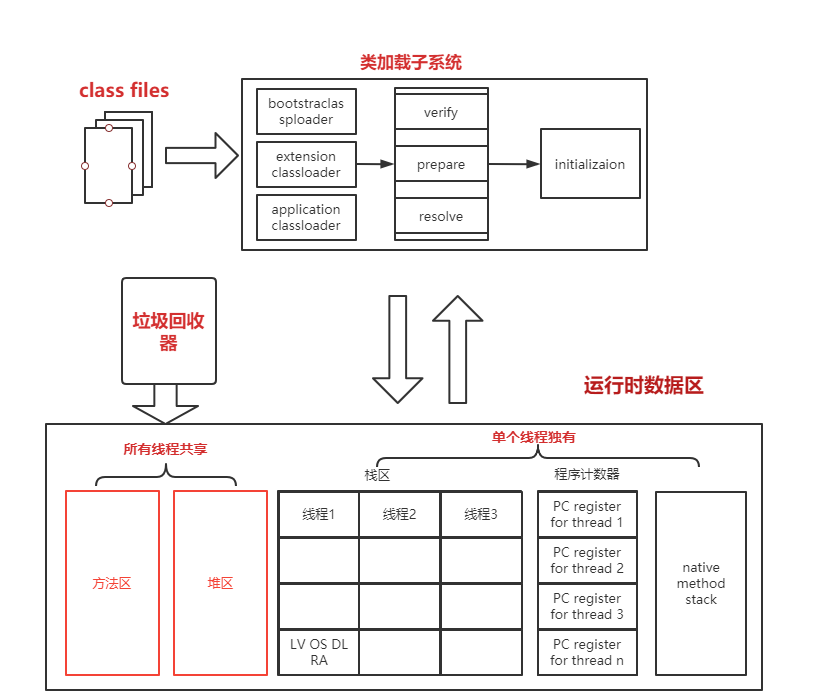 类加载子系统
class files
bootstraclas
sploader
extension
classloader
application
classloader
verify
prepare
resolve
initializaion
垃圾回收
器
运行时数据区
所有线程共享
单个线程独有
栈区
程序计数器
方法区
堆区
线程1
线程2
线程3
LV OS DL
RA
PC register
for thread 1
PC register
for thread 2
PC register
for thread 3
PC register
for thread n
native
method
stack